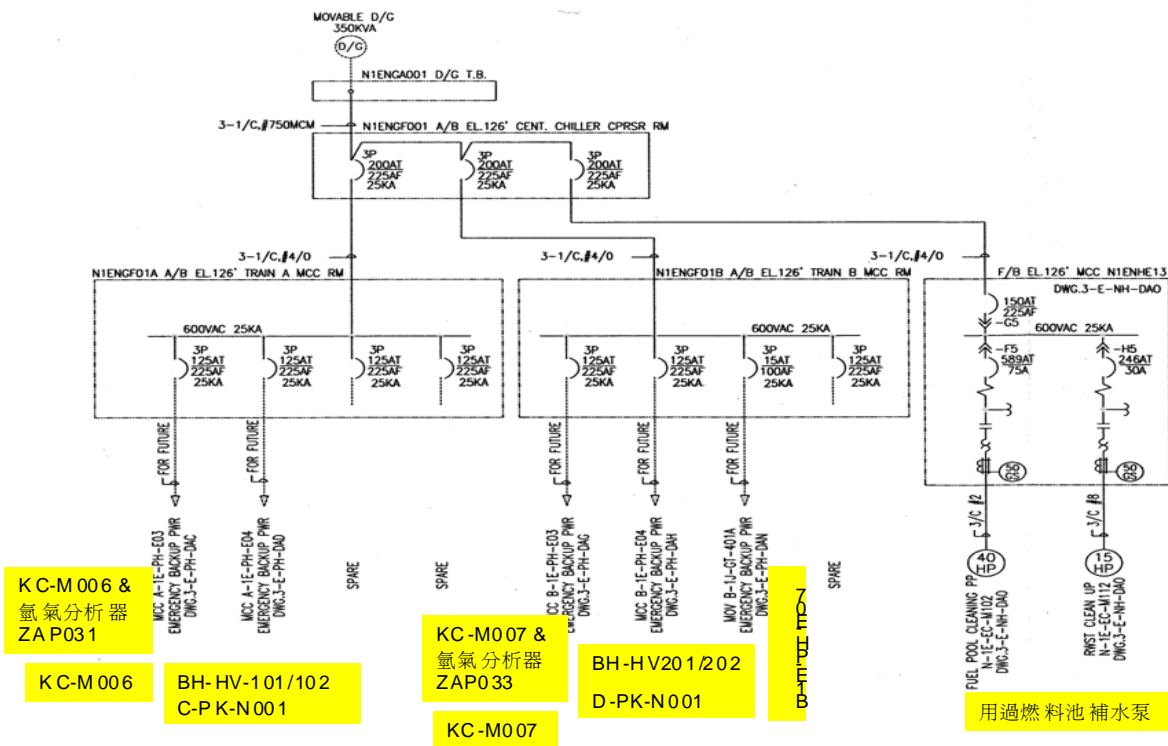 MOVABLE D/G
350KVA
D/G
N1ENGA001 D/G T.B.
3-1/C,#750MCM
N1ENGF001 A/B EL.126' CENT. CHILLER CPRSR RM
3P
200AT
225AF
25KA
3P
200AT
225AF
25KA
3P
200AT
225AF
25KA
3-1/C,#4/0
3-1/C,#4/0
3-1/C,#4/0
N1ENGF01A A/B EL.126' TRAIN A MCC RM
600VAC 25KA
3P
125AT
225AF
25KA
3P
125AT
225AF
25KA
3P
125AT
225AF
25KA
3P
125AT
225AF
25KA
N1ENGF01B A/B EL.126' TRAIN B MCC RM
600VAC 25KA
3P
125AT
225AF
25KA
3P
125AT
225AF
25KA
3P
15AT
100AF
25KA
3P
125AT
225AF
25KA
F/B EL.126' MCC N1ENHE13
DWG.3-E-NH-DAO
150AT
225AF
-G5
600VAC 25KA
-F5
589AT
75A
-H5
246AT
30A
50
GS
50
GS
FOR FUTURE
FOR FUTURE
FOR FUTURE
FOR FUTURE
FOR FUTURE
3/C #2
3/C #8
MCC A-1E-PH-E03
EMERGENCY BACKUP PWR
DWG.3-E-PH-DAC
MCC A-1E-PH-E04
EMERGENCY BACKUP PWR
DWG.3-E-PH-DAO
SPARE
SPARE
CC B-1E-PH-E03
EMERGENCY BACKUP PWR
DWG.3-E-PH-DAG
MCC B-1E-PH-E04
EMERGENCY BACKUP PWR
DWG.3-E-PH-DAH
MOV B-1J-GT-401A
EMERGENCY BACKUP PWR
DWG.3-E-PH-DAN
SPARE
40
HP
FUEL POOL CLEANING PP
N-1E-EC-M102
DWG.3-E-NH-DAO
15
HP
RWST CLEAN UP
N-1E-EC-M112
DWG.3-E-NH-DAO
KC-M006 &
氫氣分析器
ZAP031
KC-M006
BH-HV-101/102
C-PK-N001
KC-M007 &
氫氣分析器
ZAP033
KC-M007
BH-HV201/202
D-PK-N001
用過燃料池補水泵